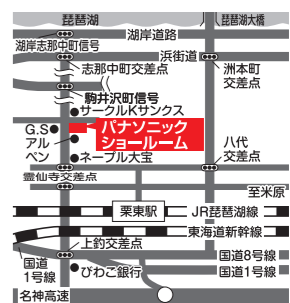 琵琶湖
琵琶湖大橋
湖岸道路
湖岸志那中町信号
浜街道
志那中町交差点
洲本町
交差点
駒井沢町信号
サークルKサンクス
G.S
パナソニック
ショールーム
アル
ペン
八代
交差点
ネーブル大宝
霊仙寺交差点
至米原
栗東駅
JR琵琶湖線
東海道新幹線
上鈎交差点
国道
1号線
国道8号線
びわこ銀行
国道1号線
名神高速